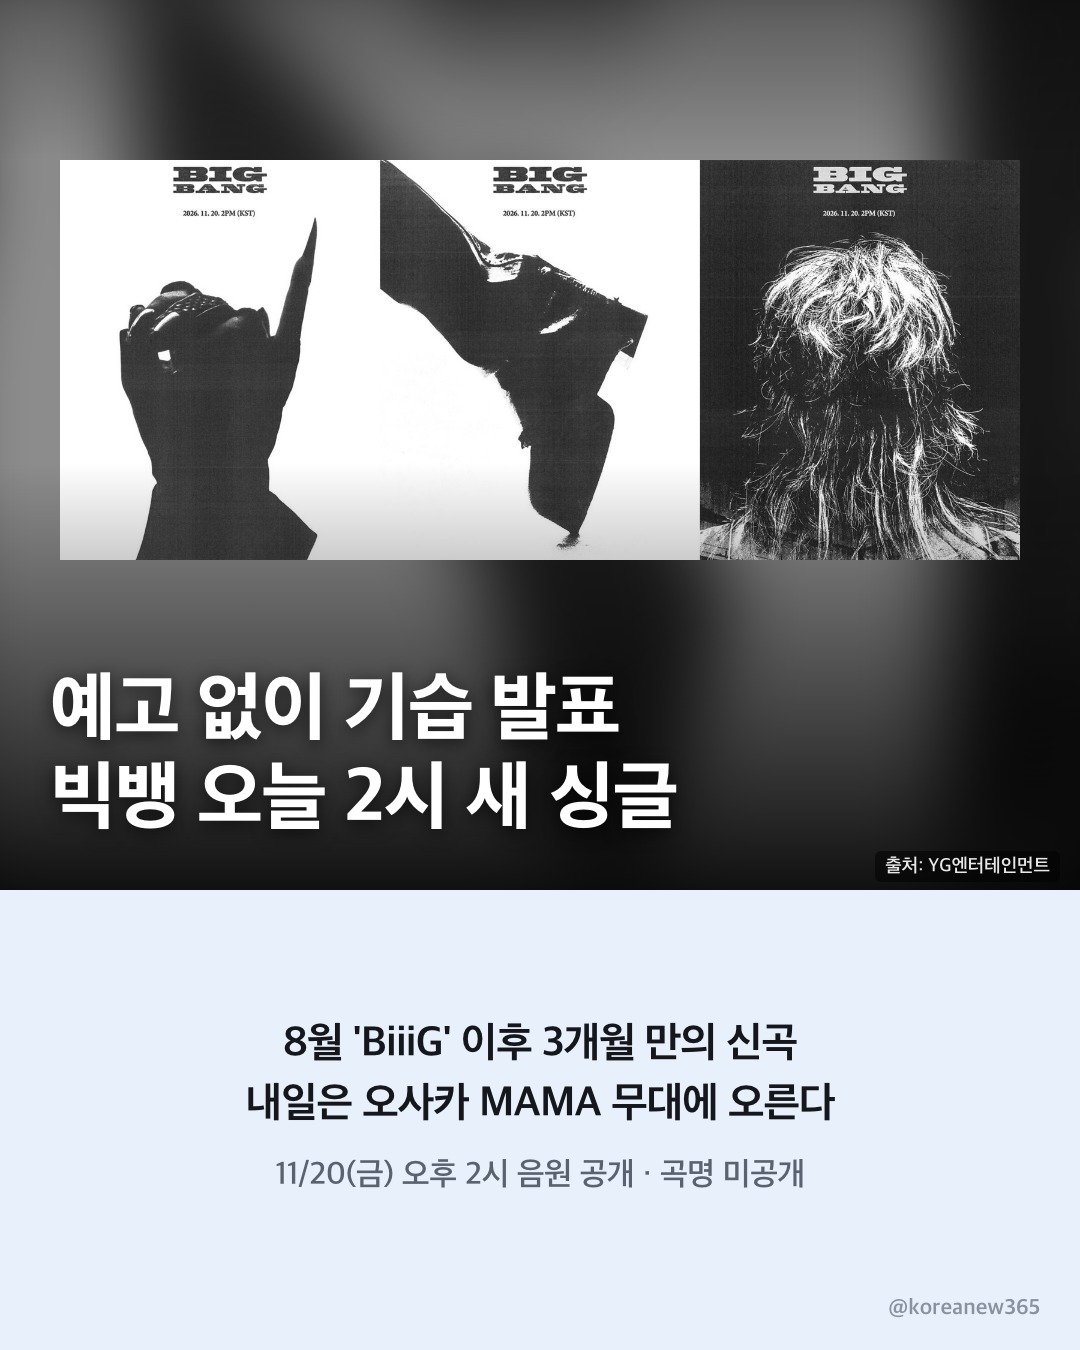 BIG
BANG
2026. 11. 20. 2PM (KST)
BIG
BANG
2026. 11. 20. 2PM (KST)
BIG
BANG
2026. 11. 20. 2PM (KST)
예고 없이 기습 발표
빅뱅 오늘 2시 새 싱글
출처: YG엔터테인먼트
8월 'BiiiG' 이후 3개월 만의 신곡
내일은 오사카 MAMA 무대에 오른다
11/20(금) 오후 2시 음원 공개 · 곡명 미공개
@koreanew365